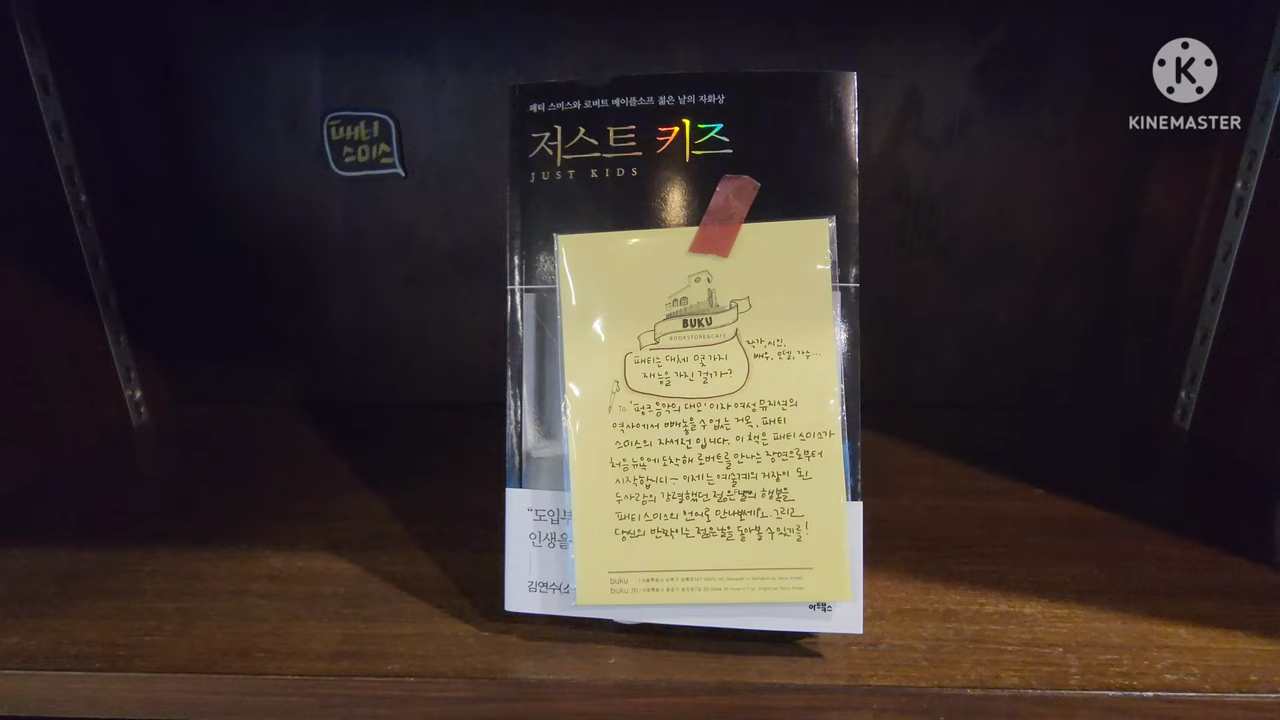 패티 스미스와 로버트 메이플소프 젊은 날의 자화상
저스트 키즈
JUST KIDS
패티
스미스
K
KINEMASTER
BUKU
BOOKSTORE&CAFE
패티는 대체 몇가지
재능을 가진 걸까?
작가, 시인,
배우, 모델, 가수...
To. '펑크음악의 대모' 이자 여성 뮤지션의
역사에서 빼놓을 수 없는 거목, 패티
스미스의 자서전 입니다. 이 책은 패티 스미스가
처음 뉴욕에 도착해 로버트를 만나는 장면으로부터
시작합니다. 이제는 예술계의 거장이 된
두사람의 강렬했던 젊은날의 행복을
패티 스미스의 언어로 만나보세요. 그리고
당신의 반짝이는 젊은날을 돌아볼 수 있기를!
"도입부
인생을
김연수(소
buku
buku.m
아트북스